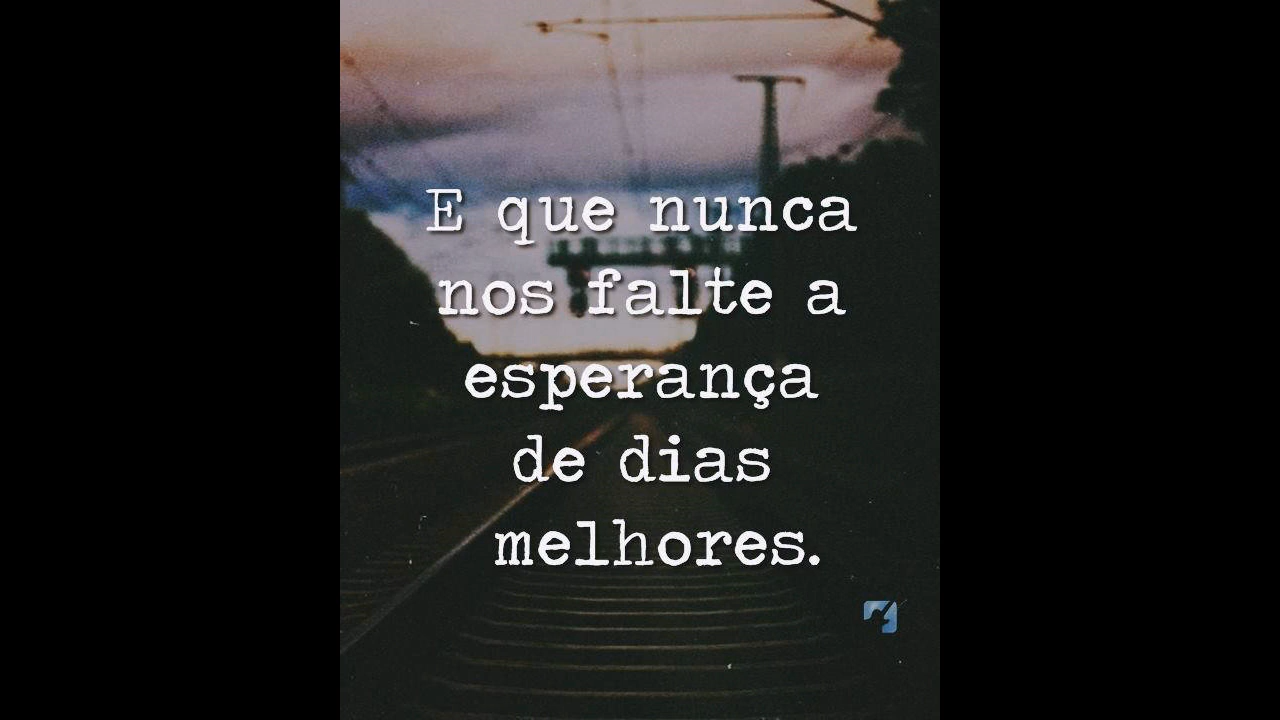 E que nunca
nos falte a
esperança
de dias
melhores.